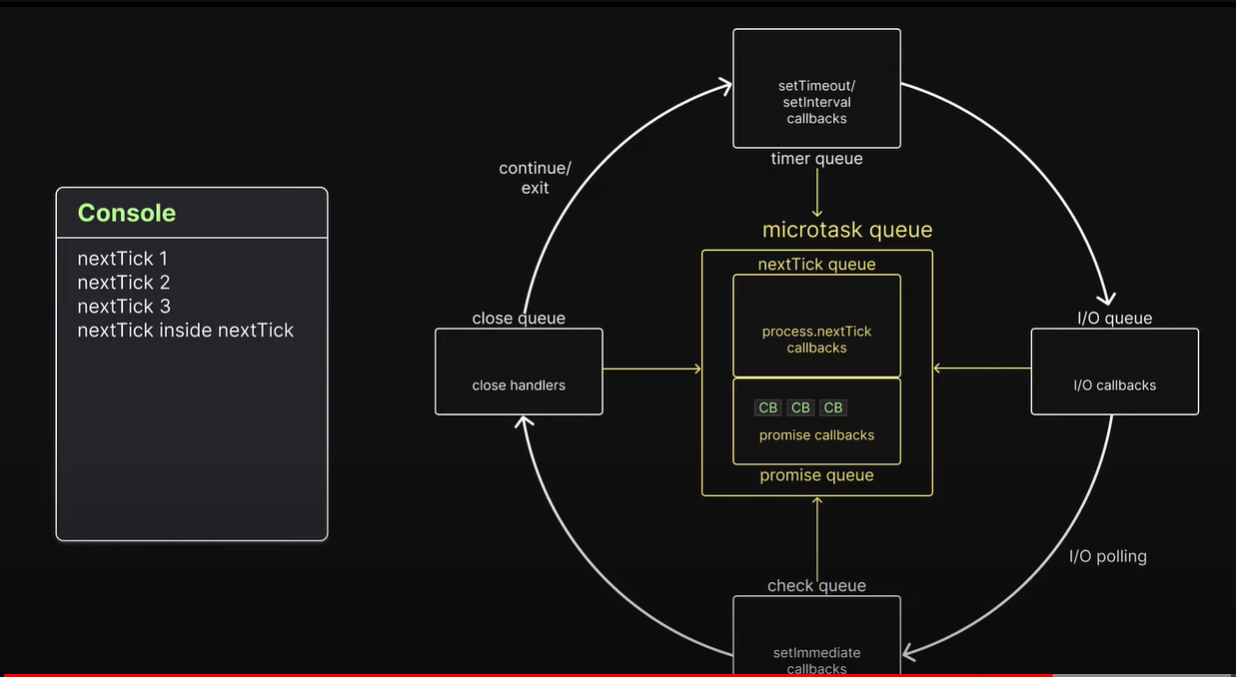 Console
nextTick 1
nextTick 2
nextTick 3
nextTick inside nextTick
setTimeout/
setInterval
callbacks
timer queue
continue/
exit
microtask queue
nextTick queue
process.nextTick
callbacks
CB CB CB
promise callbacks
promise queue
close queue
close handlers
I/O queue
I/O callbacks
I/O polling
check queue
setImmediate
callbacks